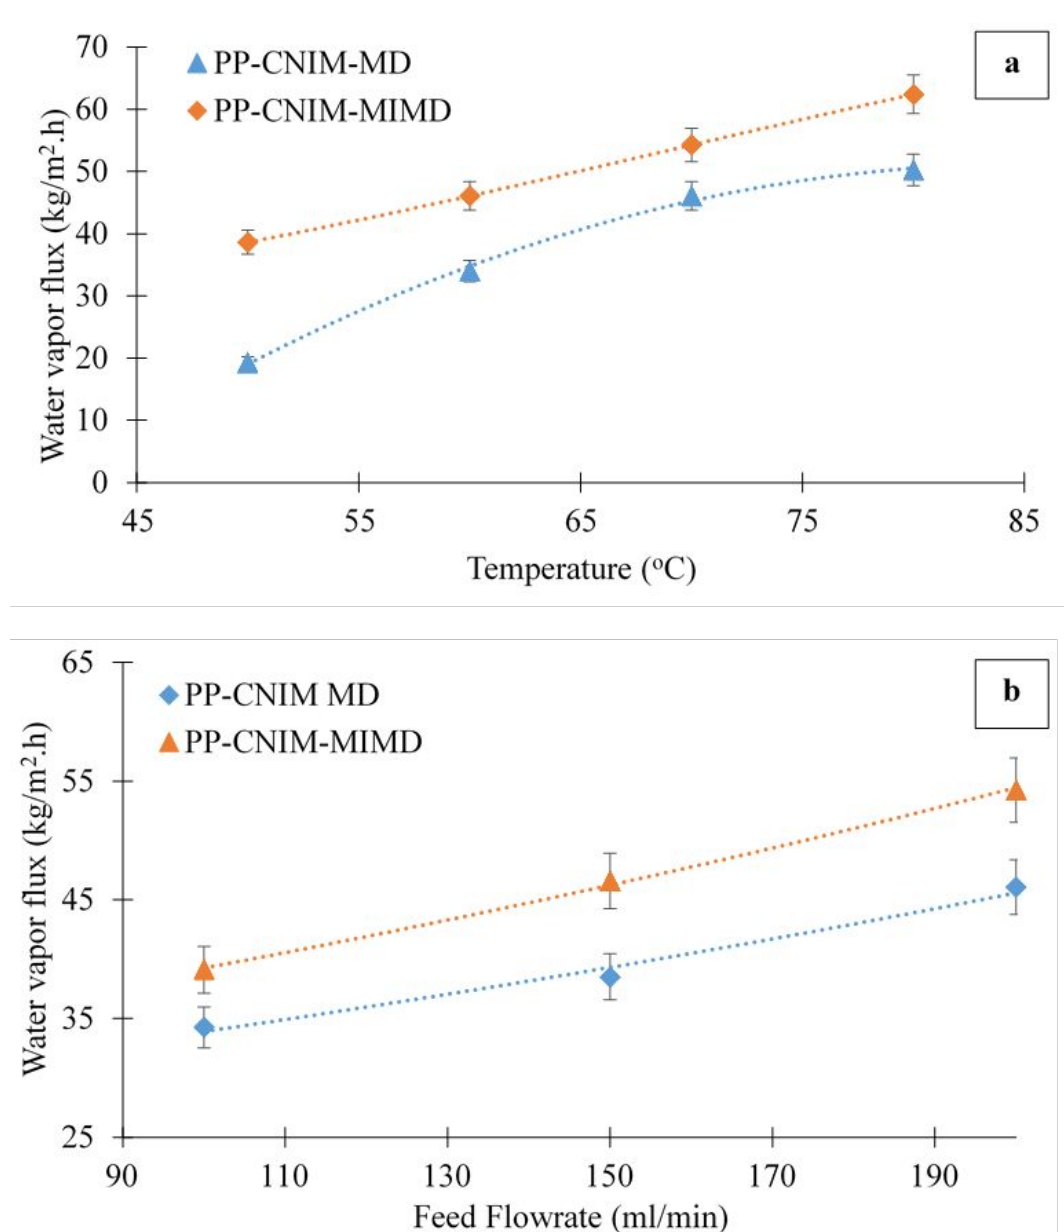 70
60
50
40
30
20
10
0
Water vapor flux (kg/m².h)
PP-CNIM-MD
PP-CNIM-MIMD
a
45 55 65 75 85
Temperature (ᵒC)
65
55
45
35
25
Water vapor flux (kg/m².h)
PP-CNIM MD
PP-CNIM-MIMD
b
90 110 130 150 170 190
Feed Flowrate (ml/min)